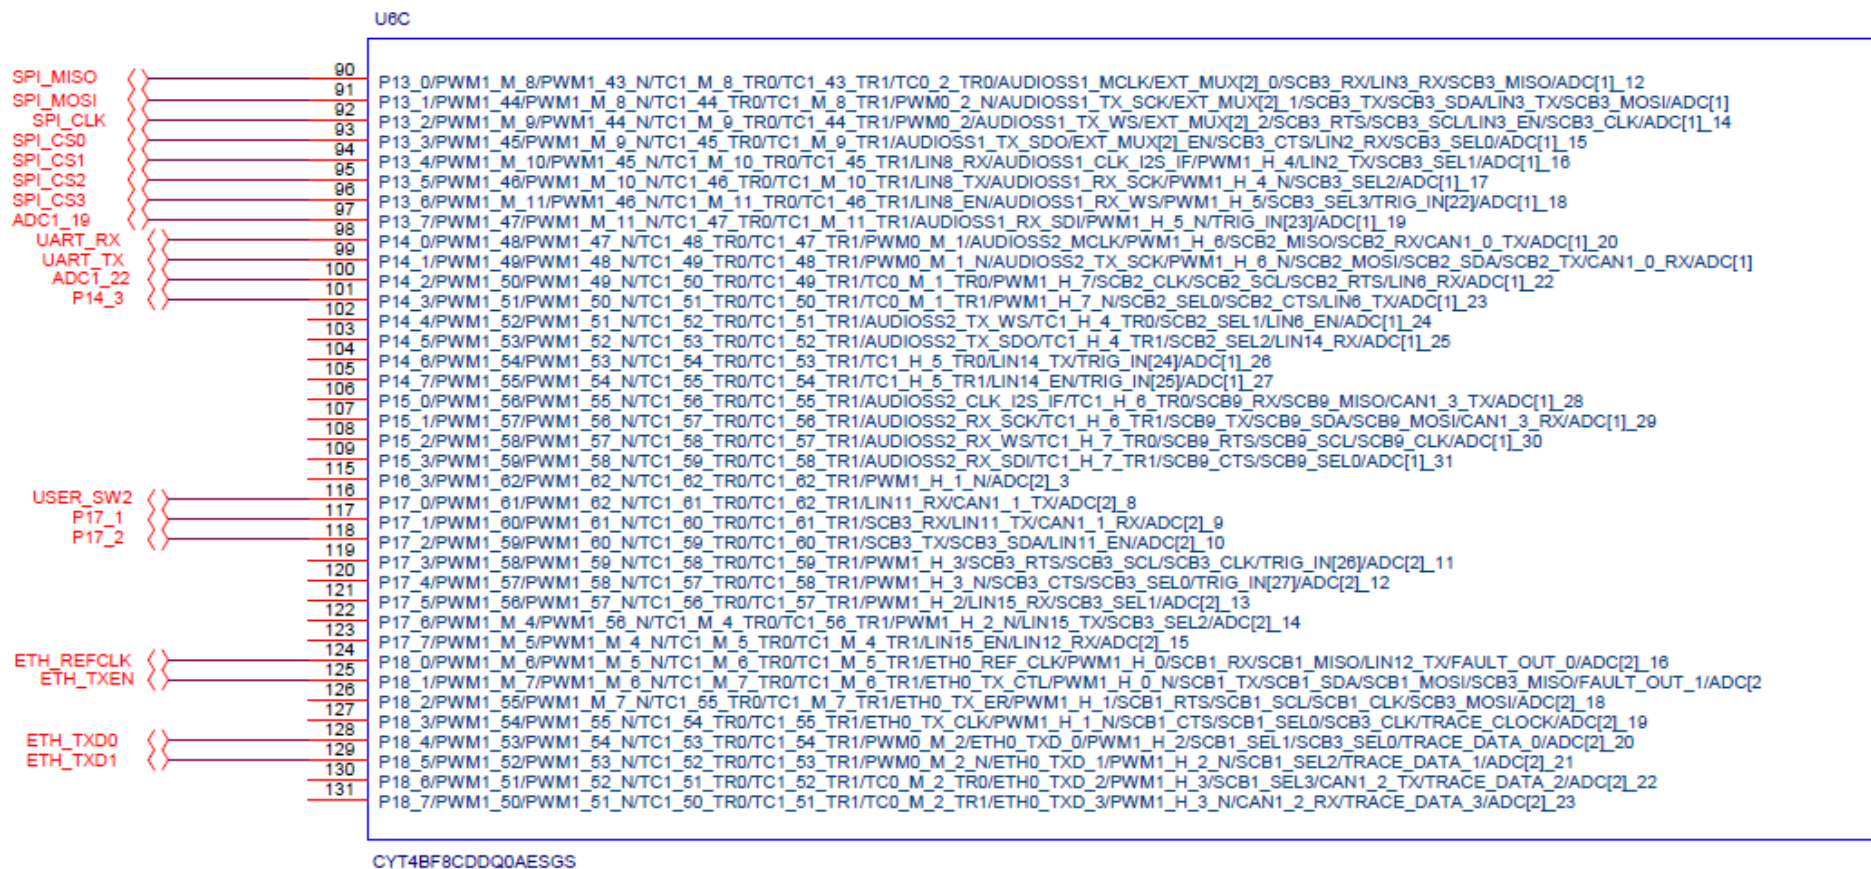 U6C
SPI_MISO 90 P13_0/PWM1_M_8/PWM1_43_N/TC1_M_8_TR0/TC1_43_TR1/TC0_2_TR0/AUDIOSS1_MCLK/EXT_MUX[2]_0/SCB3_RX/LIN3_RX/SCB3_MISO/ADC[1]_12
SPI_MOSI 91 P13_1/PWM1_44/PWM1_M_8_N/TC1_44_TR0/TC1_M_8_TR1/PWM0_2_N/AUDIOSS1_TX_SCK/EXT_MUX[2]_1/SCB3_TX/SCB3_SDA/LIN3_TX/SCB3_MOSI/ADC[1]
SPI_CLK 92 P13_2/PWM1_M_9/PWM1_44_N/TC1_M_9_TR0/TC1_44_TR1/PWM0_2/AUDIOSS1_TX_WS/EXT_MUX[2]_2/SCB3_RTS/SCB3_SCL/LIN3_EN/SCB3_CLK/ADC[1]_14
SPI_CS0 93 P13_3/PWM1_45/PWM1_M_9_N/TC1_45_TR0/TC1_M_9_TR1/AUDIOSS1_TX_SDO/EXT_MUX[2]_EN/SCB3_CTS/LIN2_RX/SCB3_SEL0/ADC[1]_15
SPI_CS1 94 P13_4/PWM1_M_10/PWM1_45_N/TC1_M_10_TR0/TC1_45_TR1/LIN8_RX/AUDIOSS1_CLK_I2S_IF/PWM1_H_4/LIN2_TX/SCB3_SEL1/ADC[1]_16
SPI_CS2 95 P13_5/PWM1_46/PWM1_M_10_N/TC1_46_TR0/TC1_M_10_TR1/LIN8_TX/AUDIOSS1_RX_SCK/PWM1_H_4_N/SCB3_SEL2/ADC[1]_17
SPI_CS3 96 P13_6/PWM1_M_11/PWM1_46_N/TC1_M_11_TR0/TC1_46_TR1/LIN8_EN/AUDIOSS1_RX_WS/PWM1_H_5/SCB3_SEL3/TRIG_IN[22]/ADC[1]_18
ADC1_19 97 P13_7/PWM1_47/PWM1_M_11_N/TC1_47_TR0/TC1_M_11_TR1/AUDIOSS1_RX_SDI/PWM1_H_5_N/TRIG_IN[23]/ADC[1]_19
UART_RX 98 P14_0/PWM1_48/PWM1_47_N/TC1_48_TR0/TC1_47_TR1/PWM0_M_1/AUDIOSS2_MCLK/PWM1_H_6/SCB2_MISO/SCB2_RX/CAN1_0_TX/ADC[1]_20
UART_TX 99 P14_1/PWM1_49/PWM1_48_N/TC1_49_TR0/TC1_48_TR1/PWM0_M_1_N/AUDIOSS2_TX_SCK/PWM1_H_6_N/SCB2_MOSI/SCB2_SDA/SCB2_TX/CAN1_0_RX/ADC[1]
ADC1_22 100 P14_2/PWM1_50/PWM1_49_N/TC1_50_TR0/TC1_49_TR1/TC0_M_1_TR0/PWM1_H_7/SCB2_CLK/SCB2_SCL/SCB2_RTS/LIN6_RX/ADC[1]_22
P14_3 101 P14_3/PWM1_51/PWM1_50_N/TC1_51_TR0/TC1_50_TR1/TC0_M_1_TR1/PWM1_H_7_N/SCB2_SEL0/SCB2_CTS/LIN6_TX/ADC[1]_23
102 P14_4/PWM1_52/PWM1_51_N/TC1_52_TR0/TC1_51_TR1/AUDIOSS2_TX_WS/TC1_H_4_TR0/SCB2_SEL1/LIN6_EN/ADC[1]_24
103 P14_5/PWM1_53/PWM1_52_N/TC1_53_TR0/TC1_52_TR1/AUDIOSS2_TX_SDO/TC1_H_4_TR1/SCB2_SEL2/LIN14_RX/ADC[1]_25
104 P14_6/PWM1_54/PWM1_53_N/TC1_54_TR0/TC1_53_TR1/TC1_H_5_TR0/LIN14_TX/TRIG_IN[24]/ADC[1]_26
105 P14_7/PWM1_55/PWM1_54_N/TC1_55_TR0/TC1_54_TR1/TC1_H_5_TR1/LIN14_EN/TRIG_IN[25]/ADC[1]_27
106 P15_0/PWM1_56/PWM1_55_N/TC1_56_TR0/TC1_55_TR1/AUDIOSS2_CLK_I2S_IF/TC1_H_6_TR0/SCB9_RX/SCB9_MISO/CAN1_3_TX/ADC[1]_28
107 P15_1/PWM1_57/PWM1_56_N/TC1_57_TR0/TC1_56_TR1/AUDIOSS2_RX_SCK/TC1_H_6_TR1/SCB9_TX/SCB9_SDA/SCB9_MOSI/CAN1_3_RX/ADC[1]_29
108 P15_2/PWM1_58/PWM1_57_N/TC1_58_TR0/TC1_57_TR1/AUDIOSS2_RX_WS/TC1_H_7_TR0/SCB9_RTS/SCB9_SCL/SCB9_CLK/ADC[1]_30
109 P15_3/PWM1_59/PWM1_58_N/TC1_59_TR0/TC1_58_TR1/AUDIOSS2_RX_SDI/TC1_H_7_TR1/SCB9_CTS/SCB9_SEL0/ADC[1]_31
115 P16_3/PWM1_62/PWM1_62_N/TC1_62_TR0/TC1_62_TR1/PWM1_H_1_N/ADC[2]_3
USER_SW2 116 P17_0/PWM1_61/PWM1_62_N/TC1_61_TR0/TC1_62_TR1/LIN11_RX/CAN1_1_TX/ADC[2]_8
P17_1 117 P17_1/PWM1_60/PWM1_61_N/TC1_60_TR0/TC1_61_TR1/SCB3_RX/LIN11_TX/CAN1_1_RX/ADC[2]_9
P17_2 118 P17_2/PWM1_59/PWM1_60_N/TC1_59_TR0/TC1_60_TR1/SCB3_TX/SCB3_SDA/LIN11_EN/ADC[2]_10
119 P17_3/PWM1_58/PWM1_59_N/TC1_58_TR0/TC1_59_TR1/PWM1_H_3/SCB3_RTS/SCB3_SCL/SCB3_CLK/TRIG_IN[26]/ADC[2]_11
120 P17_4/PWM1_57/PWM1_58_N/TC1_57_TR0/TC1_58_TR1/PWM1_H_3_N/SCB3_CTS/SCB3_SEL0/TRIG_IN[27]/ADC[2]_12
121 P17_5/PWM1_56/PWM1_57_N/TC1_56_TR0/TC1_57_TR1/PWM1_H_2/LIN15_RX/SCB3_SEL1/ADC[2]_13
122 P17_6/PWM1_M_4/PWM1_56_N/TC1_M_4_TR0/TC1_56_TR1/PWM1_H_2_N/LIN15_TX/SCB3_SEL2/ADC[2]_14
123 P17_7/PWM1_M_5/PWM1_M_4_N/TC1_M_5_TR0/TC1_M_4_TR1/LIN15_EN/LIN12_RX/ADC[2]_15
ETH_REFCLK 124 P18_0/PWM1_M_6/PWM1_M_5_N/TC1_M_6_TR0/TC1_M_5_TR1/ETH0_REF_CLK/PWM1_H_0/SCB1_RX/SCB1_MISO/LIN12_TX/FAULT_OUT_0/ADC[2]_16
ETH_TXEN 125 P18_1/PWM1_M_7/PWM1_M_6_N/TC1_M_7_TR0/TC1_M_6_TR1/ETH0_TX_CTL/PWM1_H_0_N/SCB1_TX/SCB1_SDA/SCB1_MOSI/SCB3_MISO/FAULT_OUT_1/ADC[2
126 P18_2/PWM1_55/PWM1_M_7_N/TC1_55_TR0/TC1_M_7_TR1/ETH0_TX_ER/PWM1_H_1/SCB1_RTS/SCB1_SCL/SCB1_CLK/SCB3_MOSI/ADC[2]_18
127 P18_3/PWM1_54/PWM1_55_N/TC1_54_TR0/TC1_55_TR1/ETH0_TX_CLK/PWM1_H_1_N/SCB1_CTS/SCB1_SEL0/SCB3_CLK/TRACE_CLOCK/ADC[2]_19
ETH_TXD0 128 P18_4/PWM1_53/PWM1_54_N/TC1_53_TR0/TC1_54_TR1/PWM0_M_2/ETH0_TXD_0/PWM1_H_2/SCB1_SEL1/SCB3_SEL0/TRACE_DATA_0/ADC[2]_20
ETH_TXD1 129 P18_5/PWM1_52/PWM1_53_N/TC1_52_TR0/TC1_53_TR1/PWM0_M_2_N/ETH0_TXD_1/PWM1_H_2_N/SCB1_SEL2/TRACE_DATA_1/ADC[2]_21
130 P18_6/PWM1_51/PWM1_52_N/TC1_51_TR0/TC1_52_TR1/TC0_M_2_TR0/ETH0_TXD_2/PWM1_H_3/SCB1_SEL3/CAN1_2_TX/TRACE_DATA_2/ADC[2]_22
131 P18_7/PWM1_50/PWM1_51_N/TC1_50_TR0/TC1_51_TR1/TC0_M_2_TR1/ETH0_TXD_3/PWM1_H_3_N/CAN1_2_RX/TRACE_DATA_3/ADC[2]_23
CYT4BF8CDDQ0AESGS